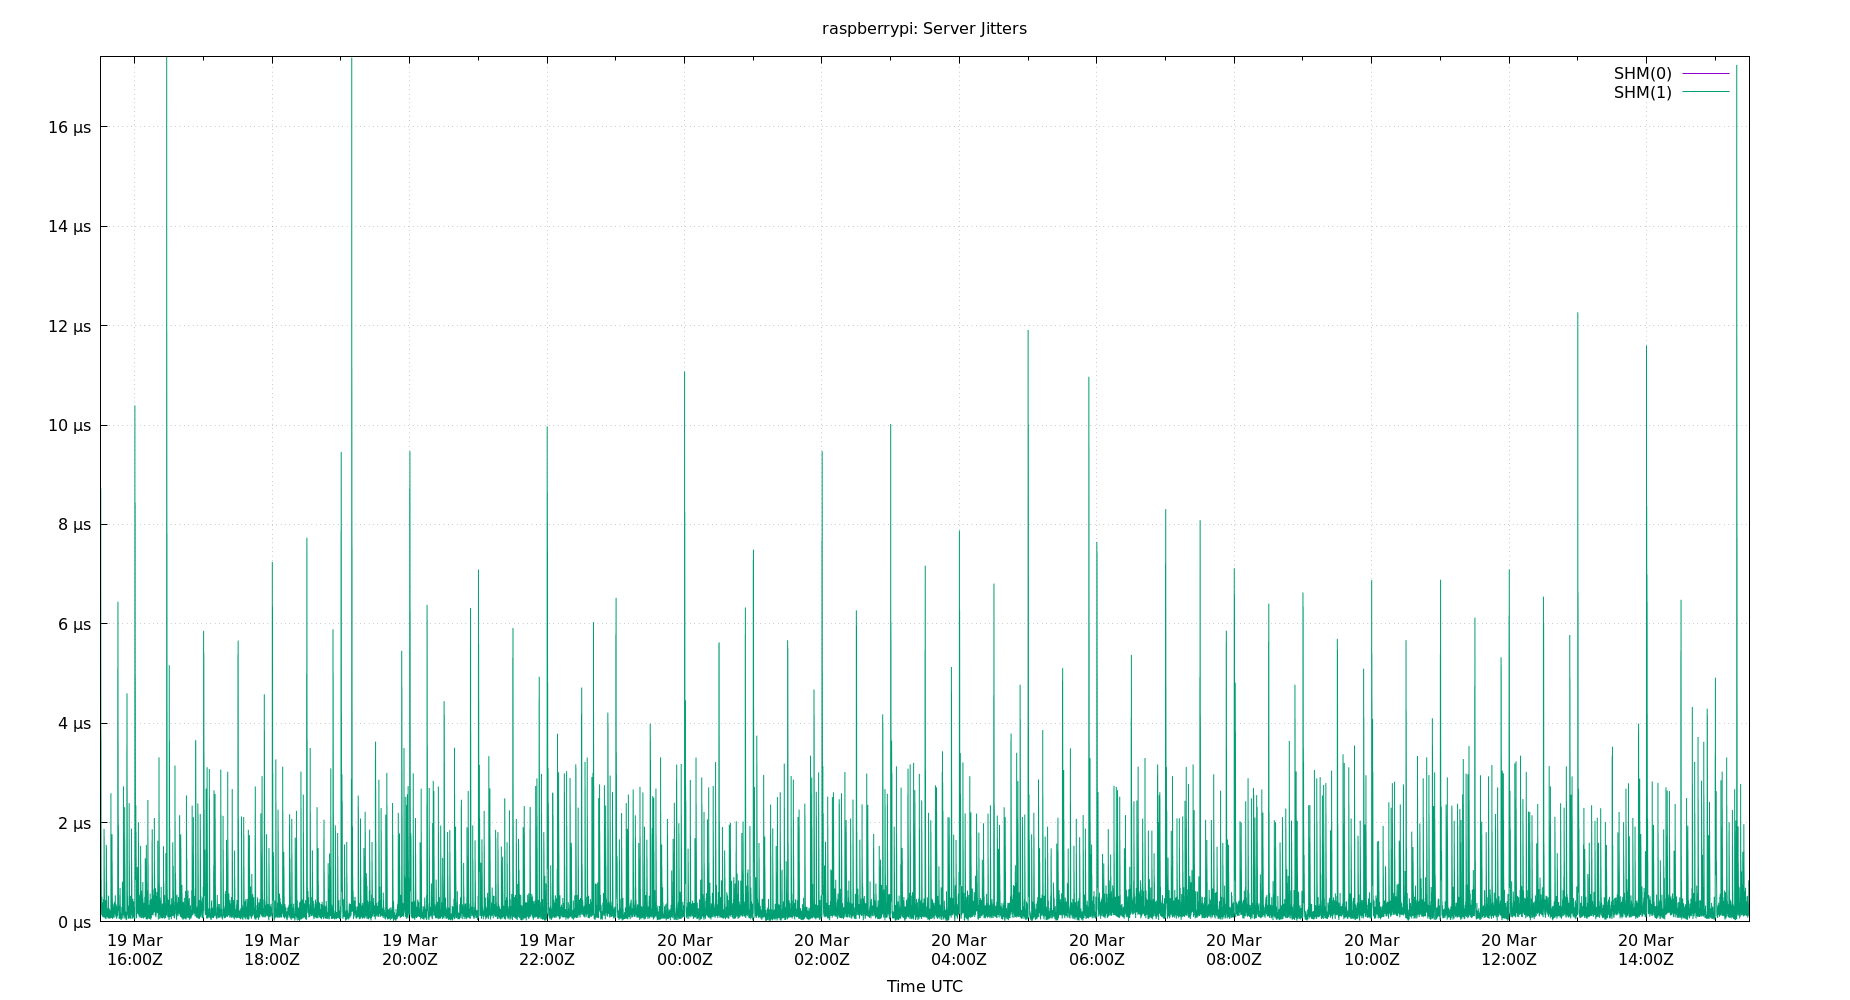 raspberrypi: Server Jitters
SHM(0)
SHM(1)
16 µs
14 µs
12 µs
10 µs
8 µs
6 µs
4 µs
2 µs
0 µs
19 Mar 19 Mar 19 Mar 19 Mar 20 Mar 20 Mar 20 Mar 20 Mar 20 Mar 20 Mar 20 Mar 20 Mar
16:00Z 18:00Z 20:00Z 22:00Z 00:00Z 02:00Z 04:00Z 06:00Z 08:00Z 10:00Z 12:00Z 14:00Z
Time UTC